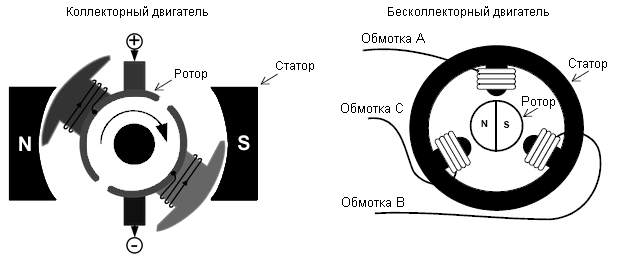 Коллекторный двигатель
Бесколлекторный двигатель
+
Ротор
Статор
N
S
-
Обмотка A
Статор
Обмотка C
Ротор
N S
Обмотка B